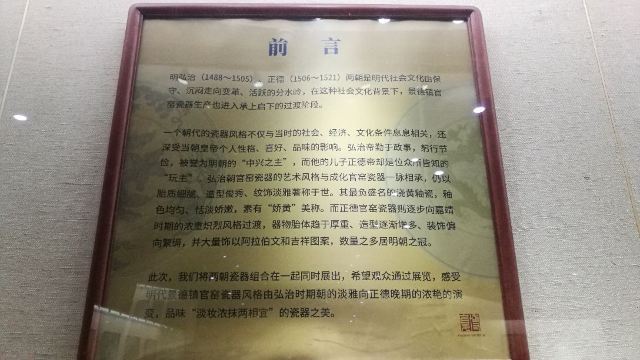 前言
明弘治（1488～1505）、正德（1506～1521）两朝是明代社会文化由保
守、沉闷走向变革、活跃的分水岭，在这种社会文化背景下，景德镇官
窑瓷器生产也进入承上启下的过渡阶段。
一个朝代的瓷器风格不仅与当时的社会、经济、文化条件息息相关，还
深受当朝皇帝个人性格、喜好、品味的影响。弘治帝勤于政事，躬行节
俭，被誉为明朝的“中兴之主”，而他的儿子正德帝却是位众所皆知的
“玩主”。弘治朝官窑瓷器的艺术风格与成化官窑瓷器一脉相承，仍以
胎质细腻、造型俊秀、纹饰淡雅著称于世。其最负盛名的浇黄釉瓷，釉
色均匀、恬淡娇嫩，素有“娇黄”美称。而正德官窑瓷器则逐步向嘉靖
时期的浓重炽烈风格过渡，器物胎体趋于厚重、造型逐渐增多、装饰偏
向繁缛，并大量饰以阿拉伯文和吉祥图案，数量之多居明朝之冠。
此次，我们将两朝瓷器组合在一起同时展出，希望观众通过展览，感受
明代景德镇官窑瓷器风格由弘治时期朝的淡雅向正德晚期的浓艳的演
变，品味“淡妆浓抹两相宜”的瓷器之美。